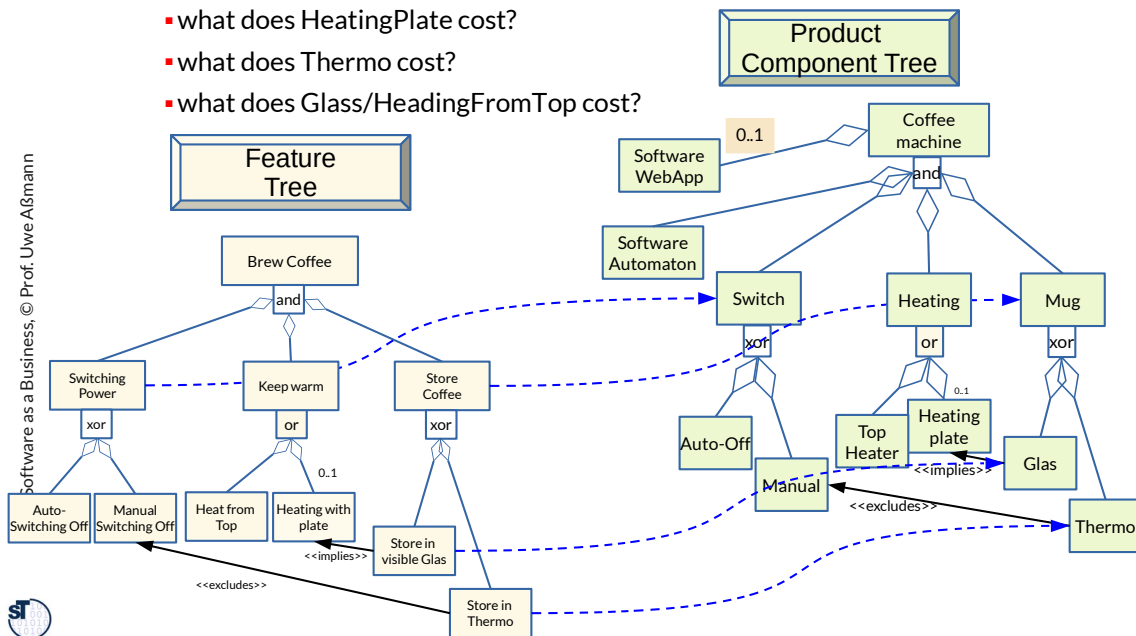 what does HeatingPlate cost?
what does Thermo cost?
what does Glass/HeadingFromTop cost?
Product
Component Tree
Feature
Tree
Software as a Business, © Prof. Uwe Aßmann
Coffee
machine
and
0..1
Software
WebApp
Software
Automaton
Switch
xor
Auto-Off
Manual
Heating
or
Top
Heater
0..1
Heating
plate
Mug
xor
Glas
Thermo
<<implies>>
<<excludes>>
Brew Coffee
and
Switching
Power
xor
Auto-
Switching Off
Manual
Switching Off
Keep warm
or
0..1
Heat from
Top
Heating with
plate
Store
Coffee
xor
Store in
visible Glas
Store in
Thermo
<<implies>>
<<excludes>>
ST